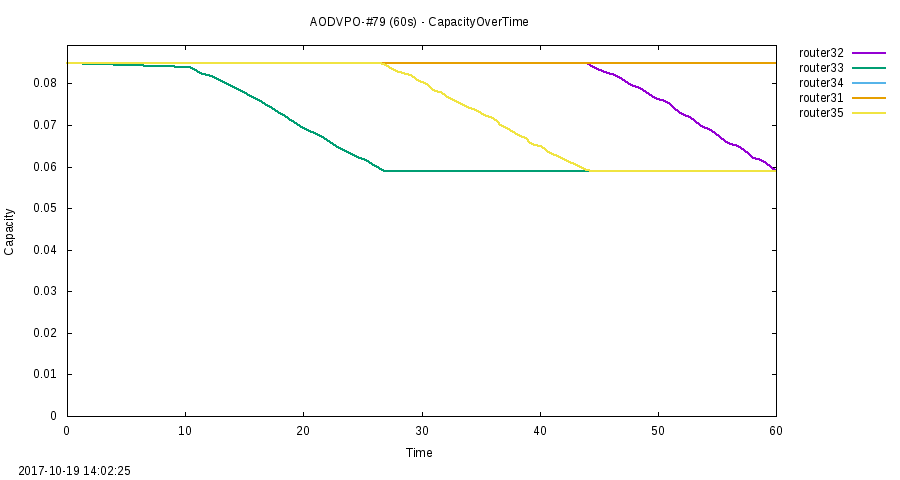 AODVPO-#79 (60s) - CapacityOverTime
router32
router33
router34
router31
router35
0.08
0.07
0.06
0.05
0.04
0.03
0.02
0.01
0
Capacity
0 10 20 30 40 50 60
Time
2017-10-19 14:02:25